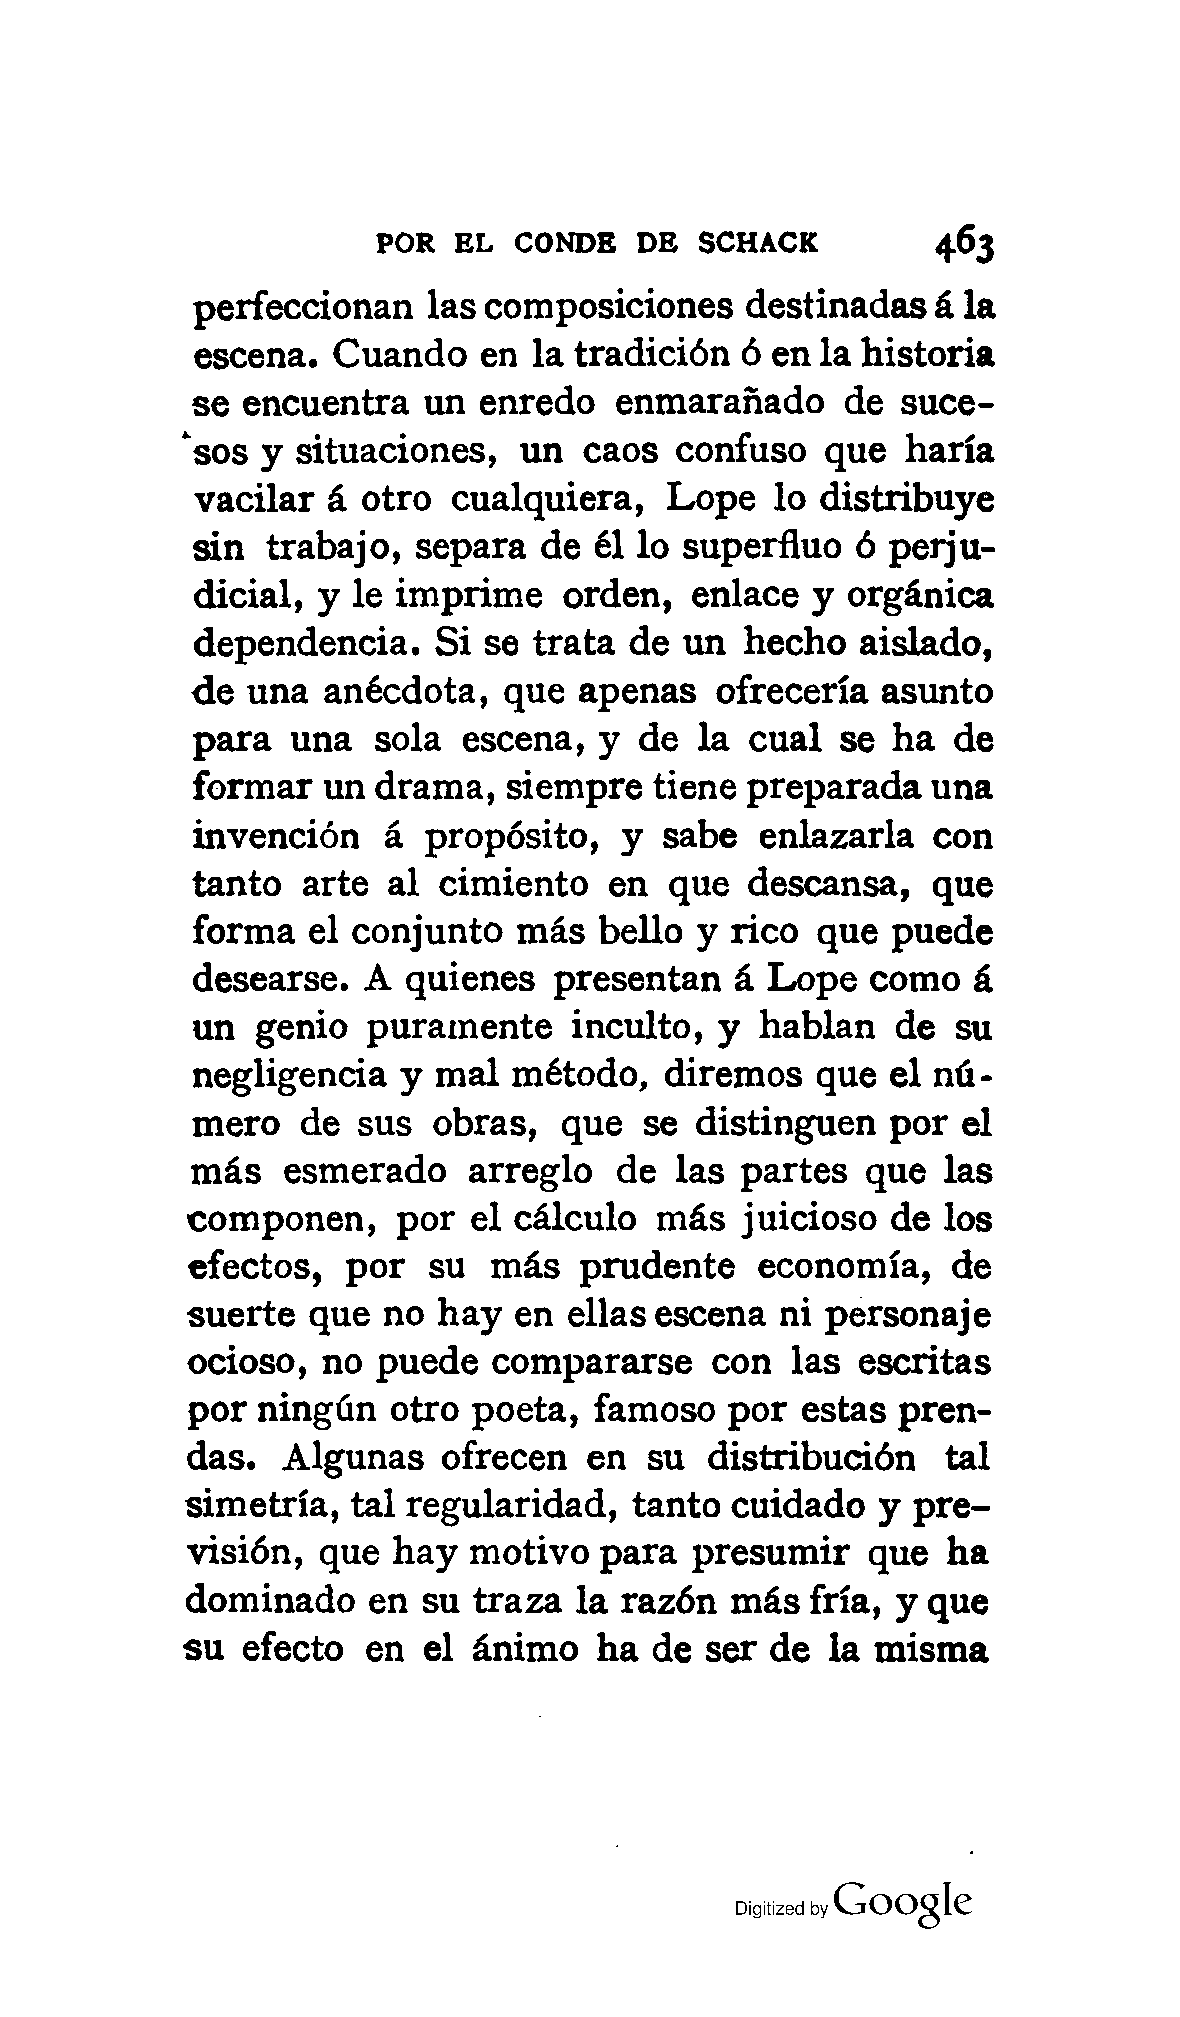 POR EL CONDE DE SCHACK 463
perfeccionan las composiciones destinadas á la
escena. Cuando en la tradición ó en la historia
se encuentra un enredo enmarañado de suce-
sos y situaciones, un caos confuso que haría
vacilar á otro cualquiera, Lope lo distribuye
sin trabajo, separa de él lo superfluo ó perju-
dicial, y le imprime orden, enlace y orgánica
dependencia. Si se trata de un hecho aislado,
de una anécdota, que apenas ofrecería asunto
para una sola escena, y de la cual se ha de
formar un drama, siempre tiene preparada una
invención á propósito, y sabe enlazarla con
tanto arte al cimiento en que descansa, que
forma el conjunto más bello y rico que puede
desearse. A quienes presentan á Lope como á
un genio puramente inculto, y hablan de su
negligencia y mal método, diremos que el nú-
mero de sus obras, que se distinguen por el
más esmerado arreglo de las partes que las
componen, por el cálculo más juicioso de los
efectos, por su más prudente economía, de
suerte que no hay en ellas escena ni personaje
ocioso, no puede compararse con las escritas
por ningún otro poeta, famoso por estas pren-
das. Algunas ofrecen en su distribución tal
simetría, tal regularidad, tanto cuidado y pre-
visión, que hay motivo para presumir que ha
dominado en su traza la razón más fría, y que
su efecto en el ánimo ha de ser de la misma
Digitized by Google